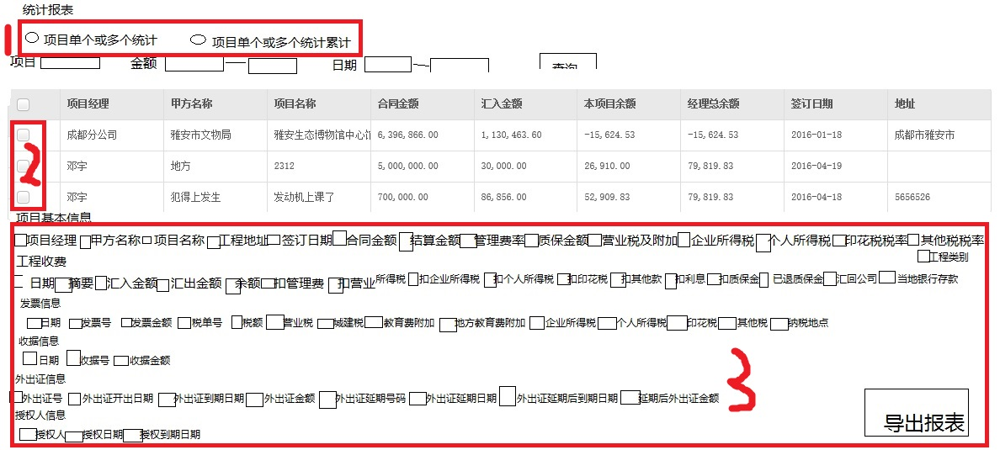 统计报表
1 项目单个或多个统计 项目单个或多个统计累计
项目 金额 — 日期 — 查询
项目经理 甲方名称 项目名称 合同金额 汇入金额 本项目余额 经理总余额 签订日期 地址
成都分公司 雅安市文物局 雅安生态博物馆中心 6,396,866.00 1,130,463.60 -15,624.53 -15,624.53 2016-01-18 成都市雅安市
2
邓宇 地方 2312 5,000,000.00 30,000.00 26,910.00 79,819.83 2016-04-19
邓宇 犯得上发生 发动机上课了 700,000.00 86,856.00 52,909.83 79,819.83 2016-04-18 5656526
项目基本信息
项目经理 甲方名称 项目名称 工程地址 签订日期 合同金额 结算金额 管理费率 质保金额 营业税及附加 企业所得税 个人所得税 印花税税率 其他税税率
工程类别
工程收费
日期 摘要 汇入金额 汇出金额 余额 扣管理费 扣营业 所得税 扣企业所得税 扣个人所得税 扣印花税 扣其他款 扣利息 扣质保金 已退质保金 汇回公司 当地银行存款
发票信息
日期 发票号 发票金额 税单号 税额 营业税 城建税 教育费附加 地方教育费附加 企业所得税 个人所得税 印花税 其他税 纳税地点
收据信息
日期 收据号 收据金额
3
外出证信息
外出证号 外出证开出日期 外出证到期日期 外出证金额 外出证延期号码 外出证延期日期 外出证延期后到期日期 延期后外出证金额
授权人信息
授权人 授权日期 授权到期日期
导出报表